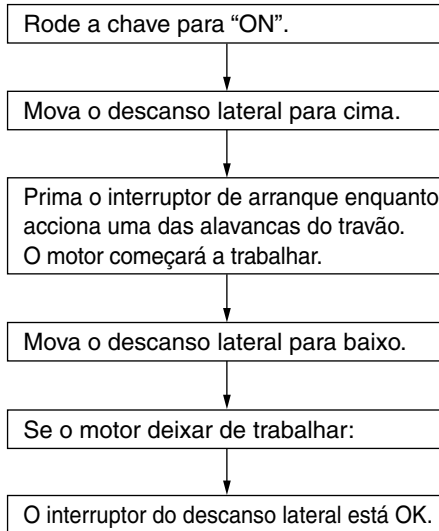 Rode a chave para “ON”.
Mova o descanso lateral para cima.
Prima o interruptor de arranque enquanto
acciona uma das alavancas do travão.
O motor começará a trabalhar.
Mova o descanso lateral para baixo.
Se o motor deixar de trabalhar:
O interruptor do descanso lateral está OK.